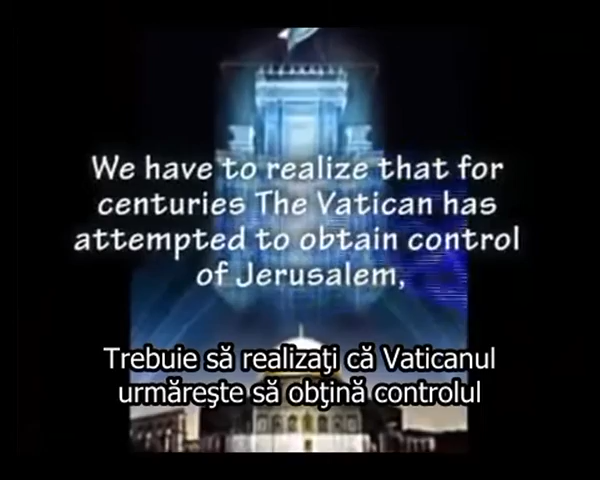 We have to realize that for
centuries The Vatican has
attempted to obtain control
of Jerusalem,
Trebuie să realizaţi că Vaticanul
urmăreşte să obţină controlul